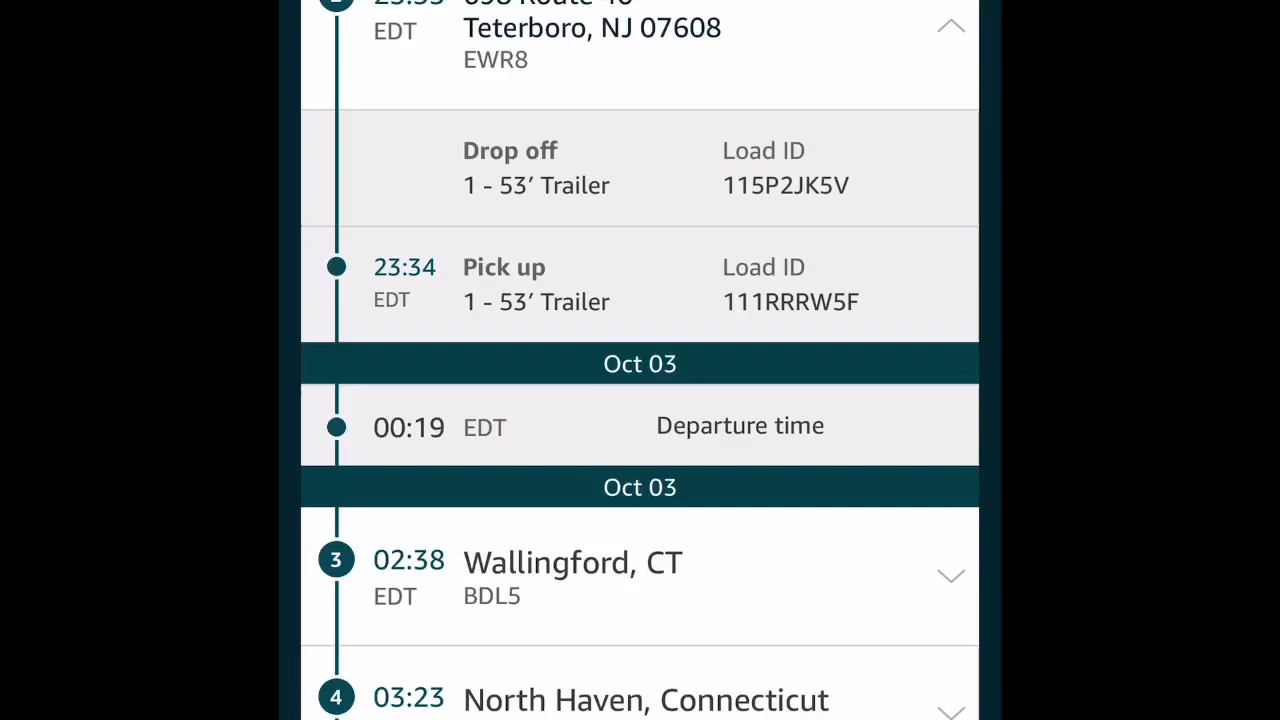 EDT
Teterboro, NJ 07608
EWR8
Drop off
Load ID
1 - 53′ Trailer
115P2JK5V
23:34
Pick up
Load ID
EDT
1 - 53′ Trailer
111RRRW5F
Oct 03
00:19 EDT
Departure time
Oct 03
3
02:38
Wallingford, CT
EDT
BDL5
4
03:23
North Haven, Connecticut